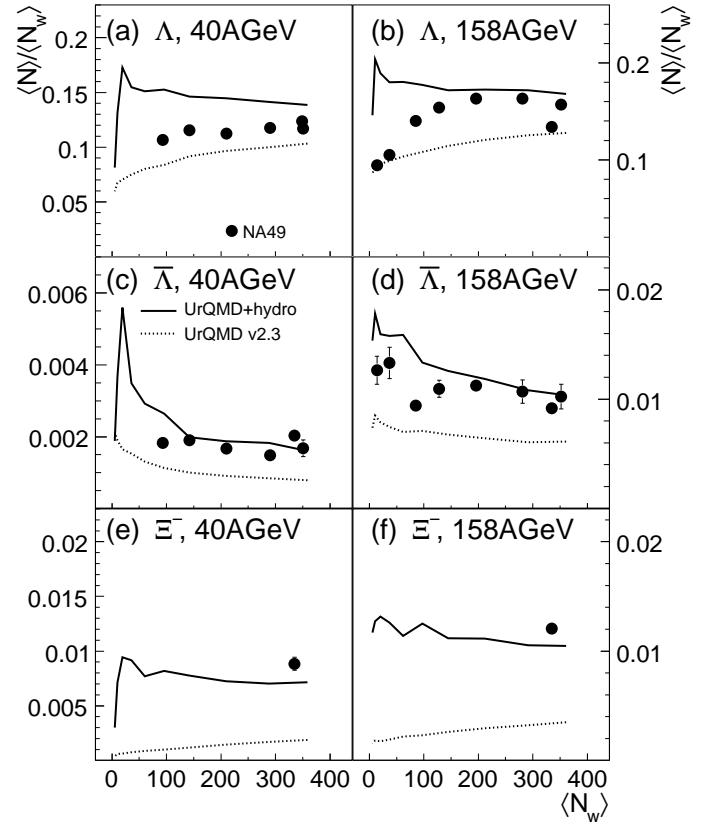 (a) Λ, 40AGeV
(b) Λ, 158AGeV
⟨N⟩/⟨N_w⟩
⟨N⟩/⟨N_w⟩
0.2
0.15
0.1
0.05
0.2
0.1
NA49
(c) Λ̅, 40AGeV
(d) Λ̅, 158AGeV
UrQMD+hydro
UrQMD v2.3
0.006
0.004
0.002
0.02
0.01
(e) Ξ⁻, 40AGeV
(f) Ξ⁻, 158AGeV
0.02
0.015
0.01
0.005
0.02
0.01
0 100 200 300 400
0 100 200 300 400
⟨N_w⟩